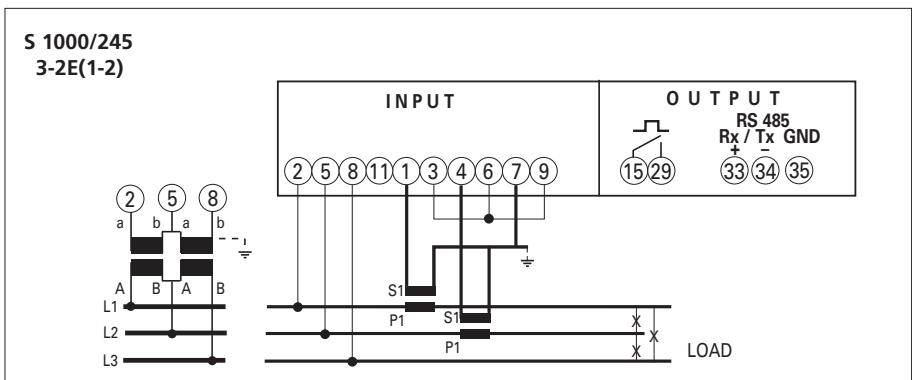 S 1000/245
3-2E(1-2)
INPUT
OUTPUT
RS 485
Rx / Tx GND
+ –
2 5 8 11 1 3 4 6 7 9
15 29 33 34 35
2 5 8
a b a b
A B A B
S1
L1
P1 S1
L2
P1
LOAD
L3
X
X
X